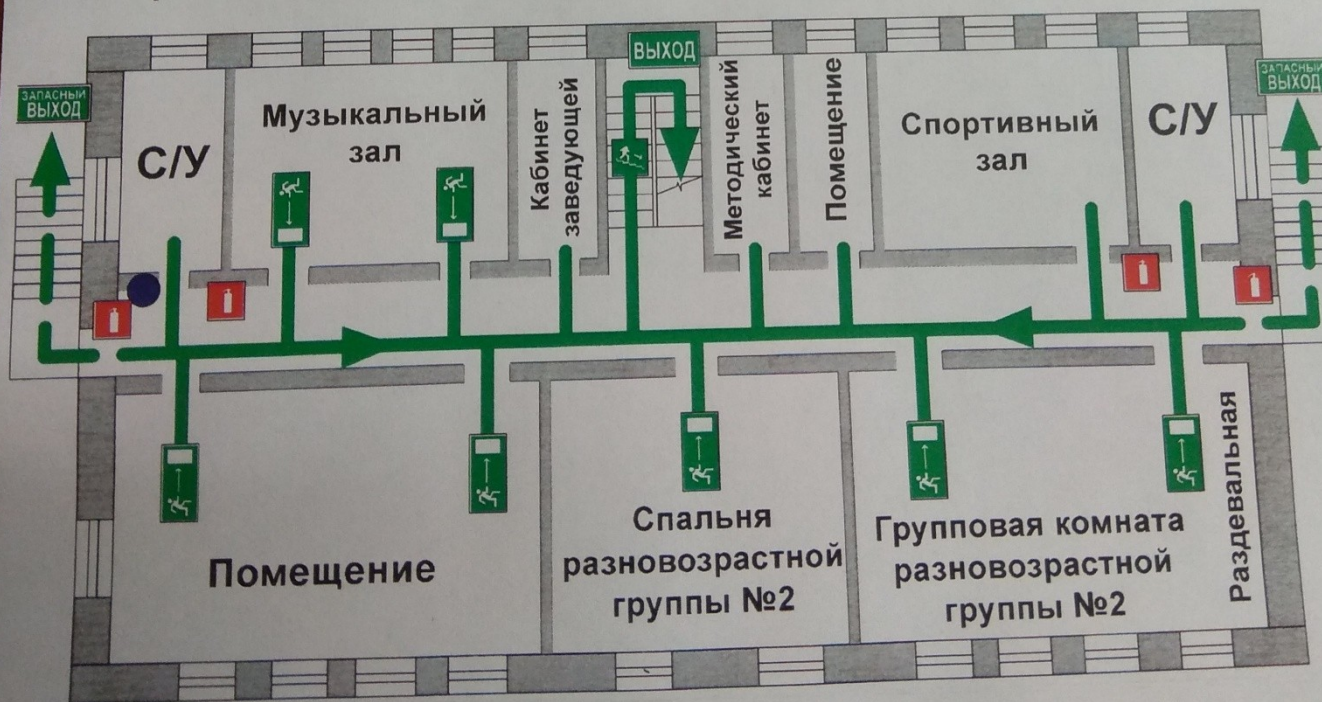 ВЫХОД
ЗАПАСНЫЙ
ВЫХОД
ЗАПАСНЫЙ
ВЫХОД
С/У
Музыкальный
зал
Кабинет
заведующей
Методический
кабинет
Помещение
Спортивный
зал
С/У
Помещение
Спальня
разновозрастной
группы №2
Групповая комната
разновозрастной
группы №2
Раздевальная